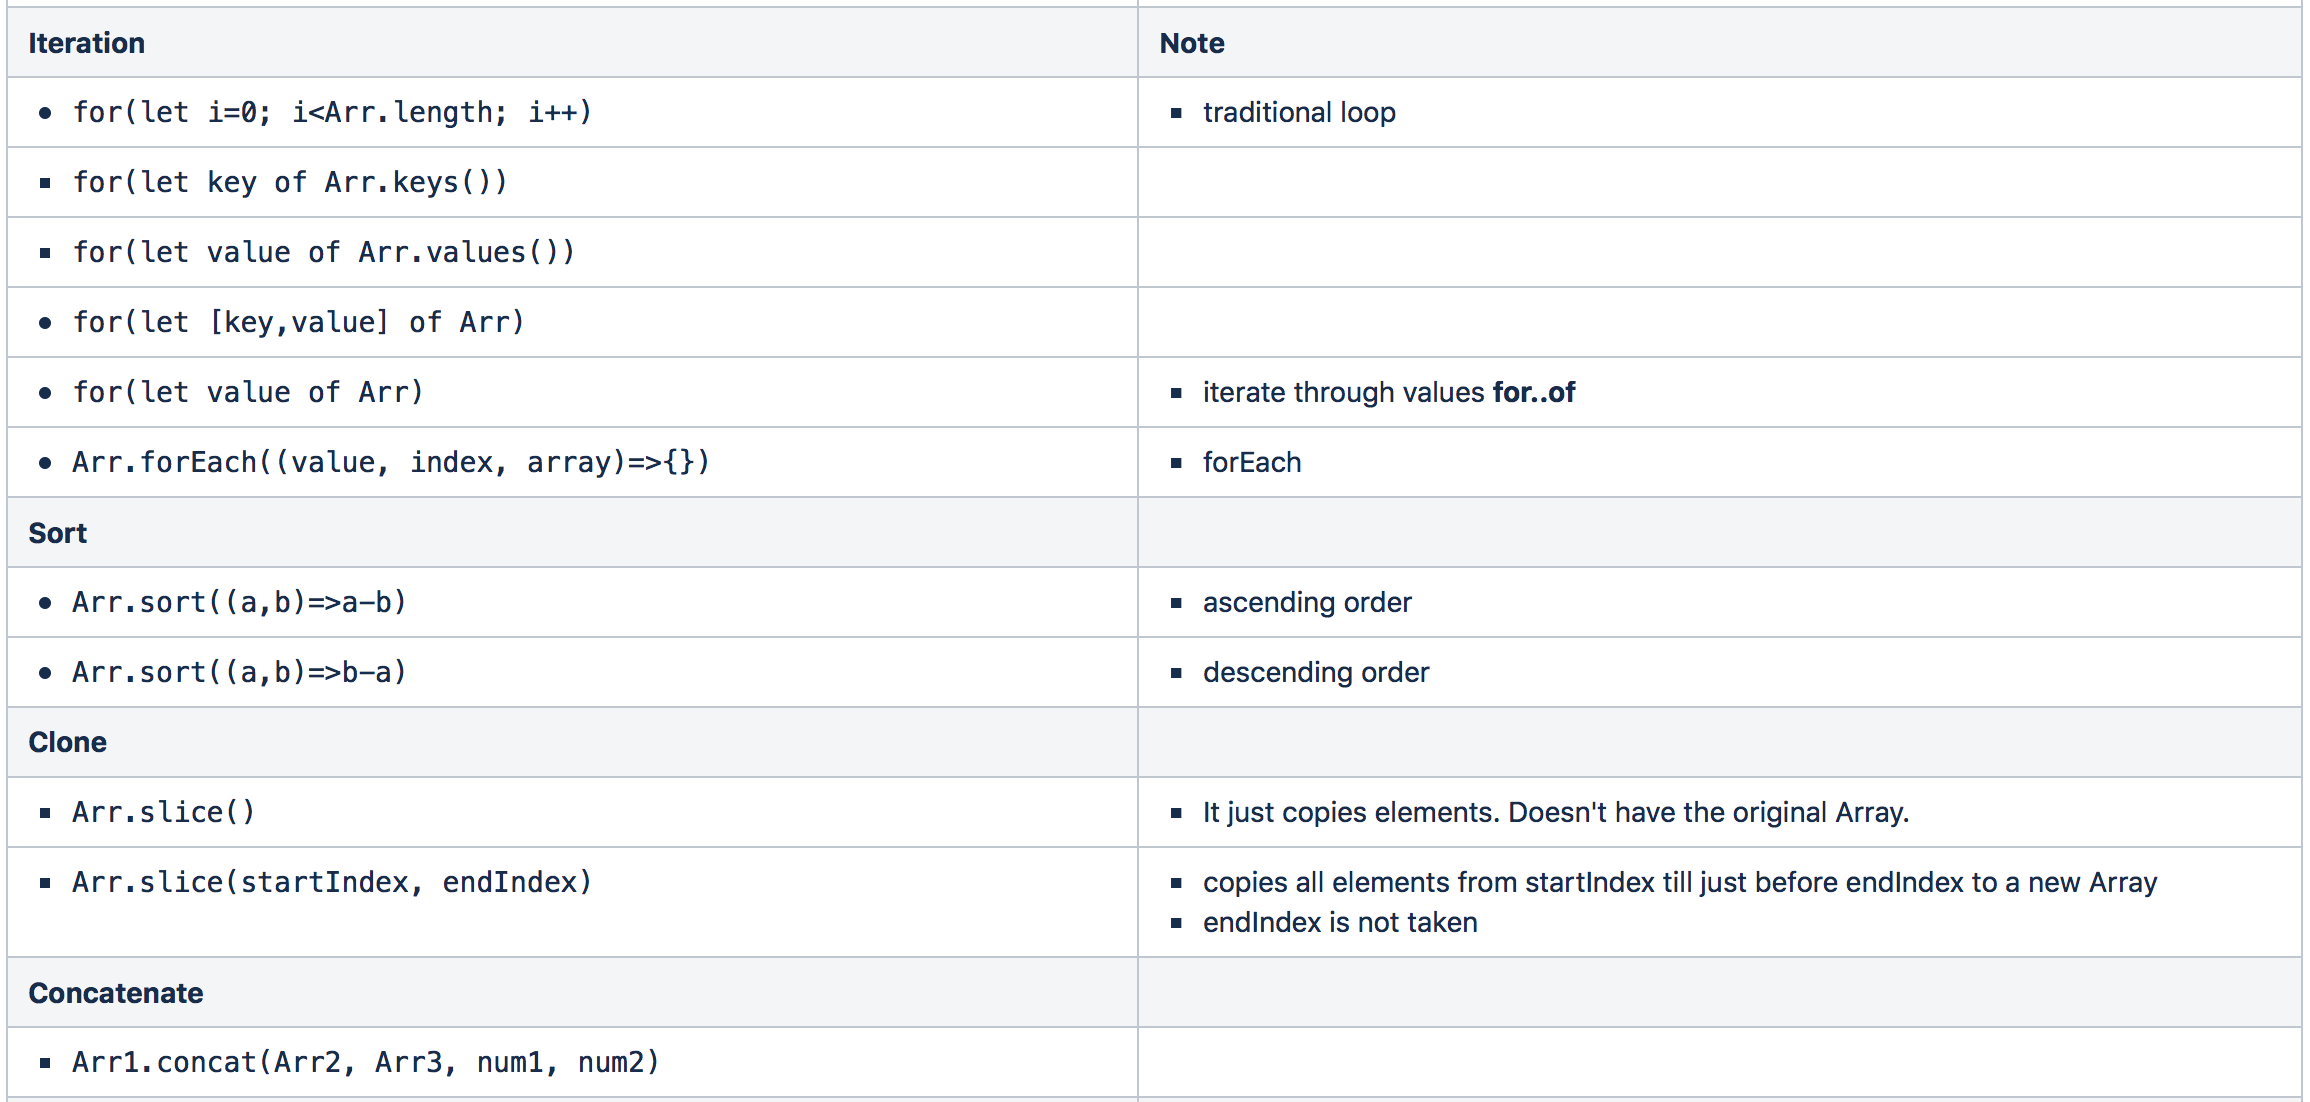 Iteration
Note
for(let i=0; i<Arr.length; i++)
traditional loop
for(let key of Arr.keys())
for(let value of Arr.values())
for(let [key,value] of Arr)
for(let value of Arr)
iterate through values for..of
Arr.forEach((value, index, array)=>{})
forEach
Sort
Arr.sort((a,b)=>a-b)
ascending order
Arr.sort((a,b)=>b-a)
descending order
Clone
Arr.slice()
It just copies elements. Doesn't have the original Array.
Arr.slice(startIndex, endIndex)
copies all elements from startIndex till just before endIndex to a new Array
endIndex is not taken
Concatenate
Arr1.concat(Arr2, Arr3, num1, num2)